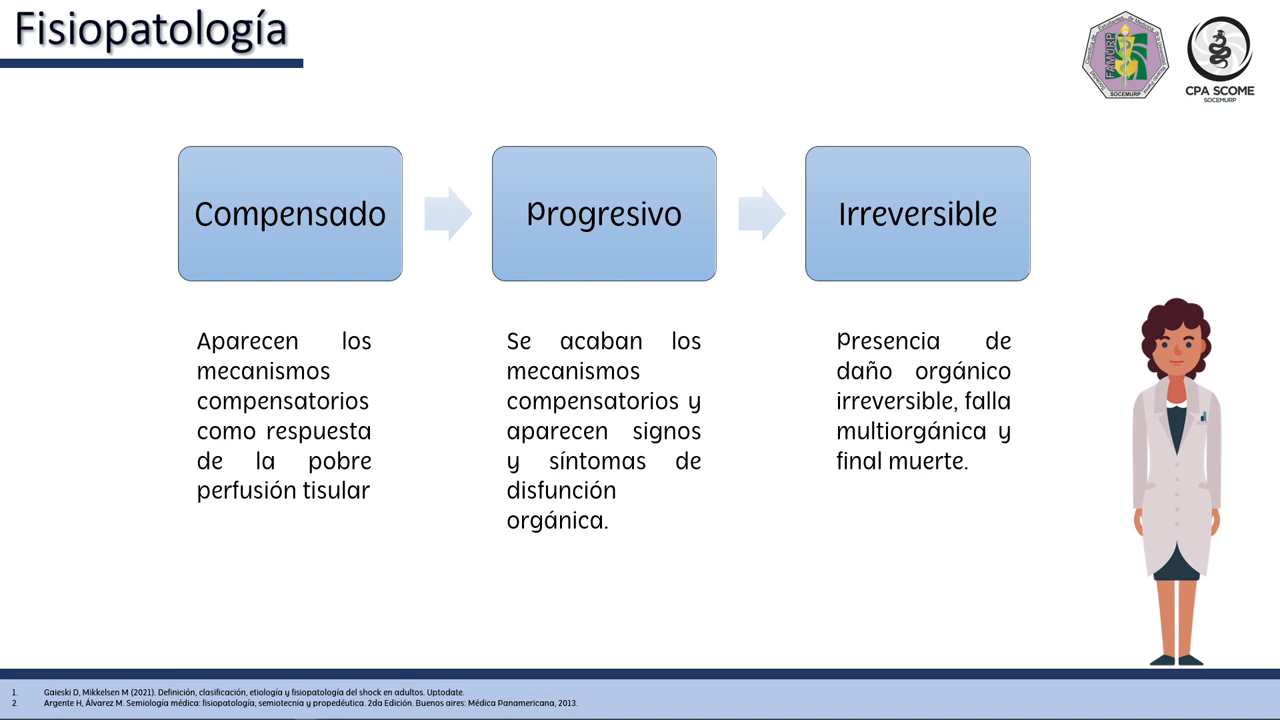 Fisiopatología
FAMURP
SOCEMURP
CPA SCOME
SOCEMURP
Compensado
Progresivo
Irreversible
Aparecen los
mecanismos
compensatorios
como respuesta
de la pobre
perfusión tisular
Se acaban los
mecanismos
compensatorios y
aparecen signos
y síntomas de
disfunción
orgánica.
Presencia de
daño orgánico
irreversible, falla
multiorgánica y
final muerte.
1. Gaieski D, Mikkelsen M (2021). Definición, clasificación, etiología y fisiopatología del shock en adultos. Uptodate.
2. Argente H, Álvarez M. Semiología médica: fisiopatología, semiotecnia y propedéutica. 2da Edición. Buenos aires: Médica Panamericana, 2013.